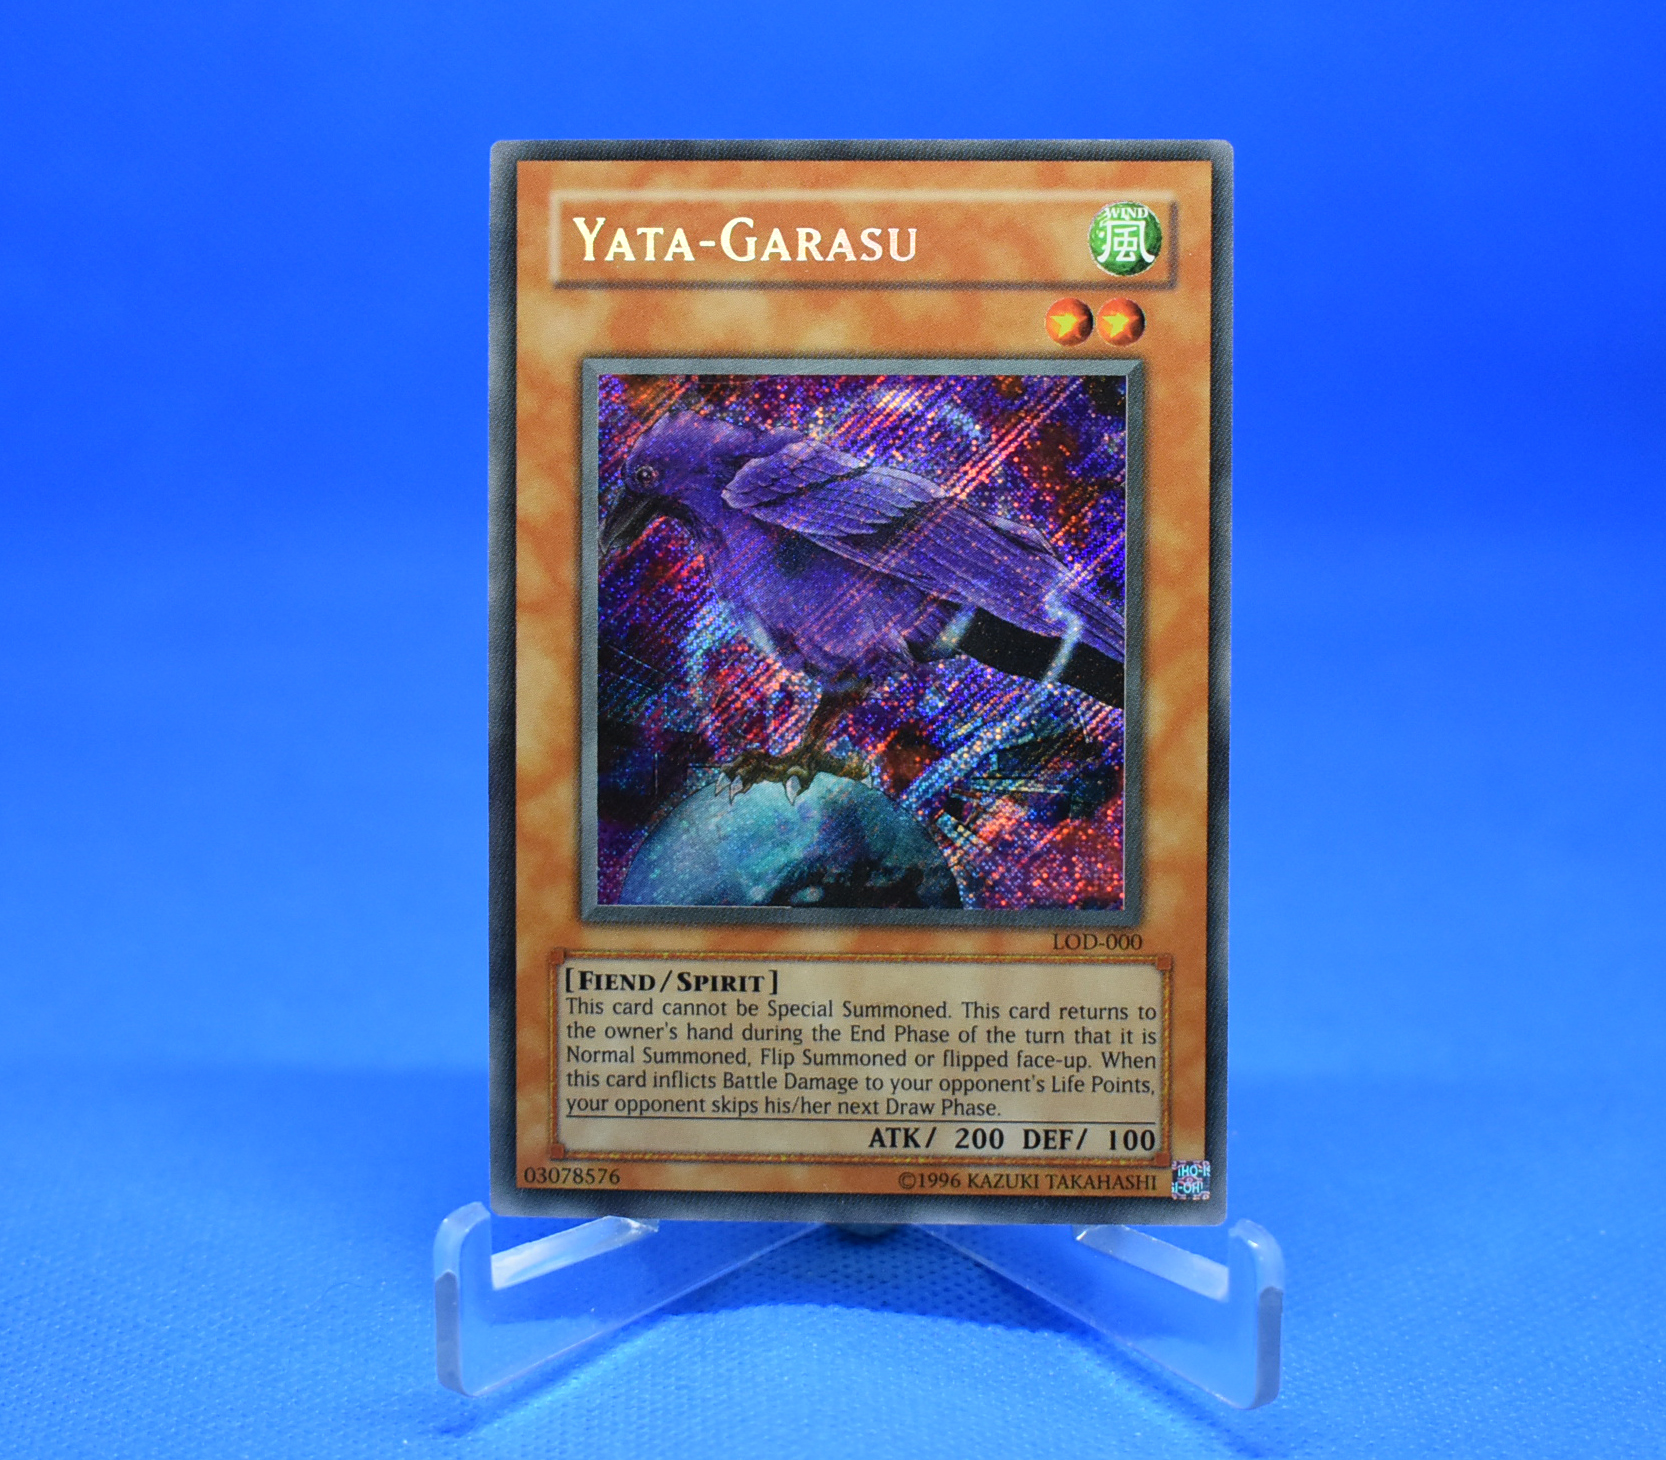 YATA-GARASU
WIND
風
LOD-000
[FIEND/SPIRIT]
This card cannot be Special Summoned. This card returns to
the owner's hand during the End Phase of the turn that it is
Normal Summoned, Flip Summoned or flipped face-up. When
this card inflicts Battle Damage to your opponent's Life Points,
your opponent skips his/her next Draw Phase.
ATK/ 200 DEF/ 100
03078576
©1996 KAZUKI TAKAHASHI